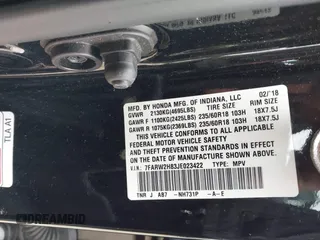 TLA A1
MFD. BY HONDA MFG. OF INDIANA, LLC 02/'18
GVWR 2130KG(4695LBS) TIRE SIZE RIM SIZE
GAWR F 1100KG(2425LBS) 235/60R18 103H 18X7.5J
GAWR R 1075KG(2369LBS) 235/60R18 103H 18X7.5J
THIS VEHICLE CONFORMS TO ALL APPLICABLE
FEDERAL MOTOR VEHICLE SAFETY
AND THEFT PREVENTION STANDARDS IN EFFECT
ON THE DATE OF MANUFACTURE SHOWN ABOVE.
V.I.N.: 7FARW2H83JE023422 TYPE: MPV
TNR J A87 -NH731P -A-E